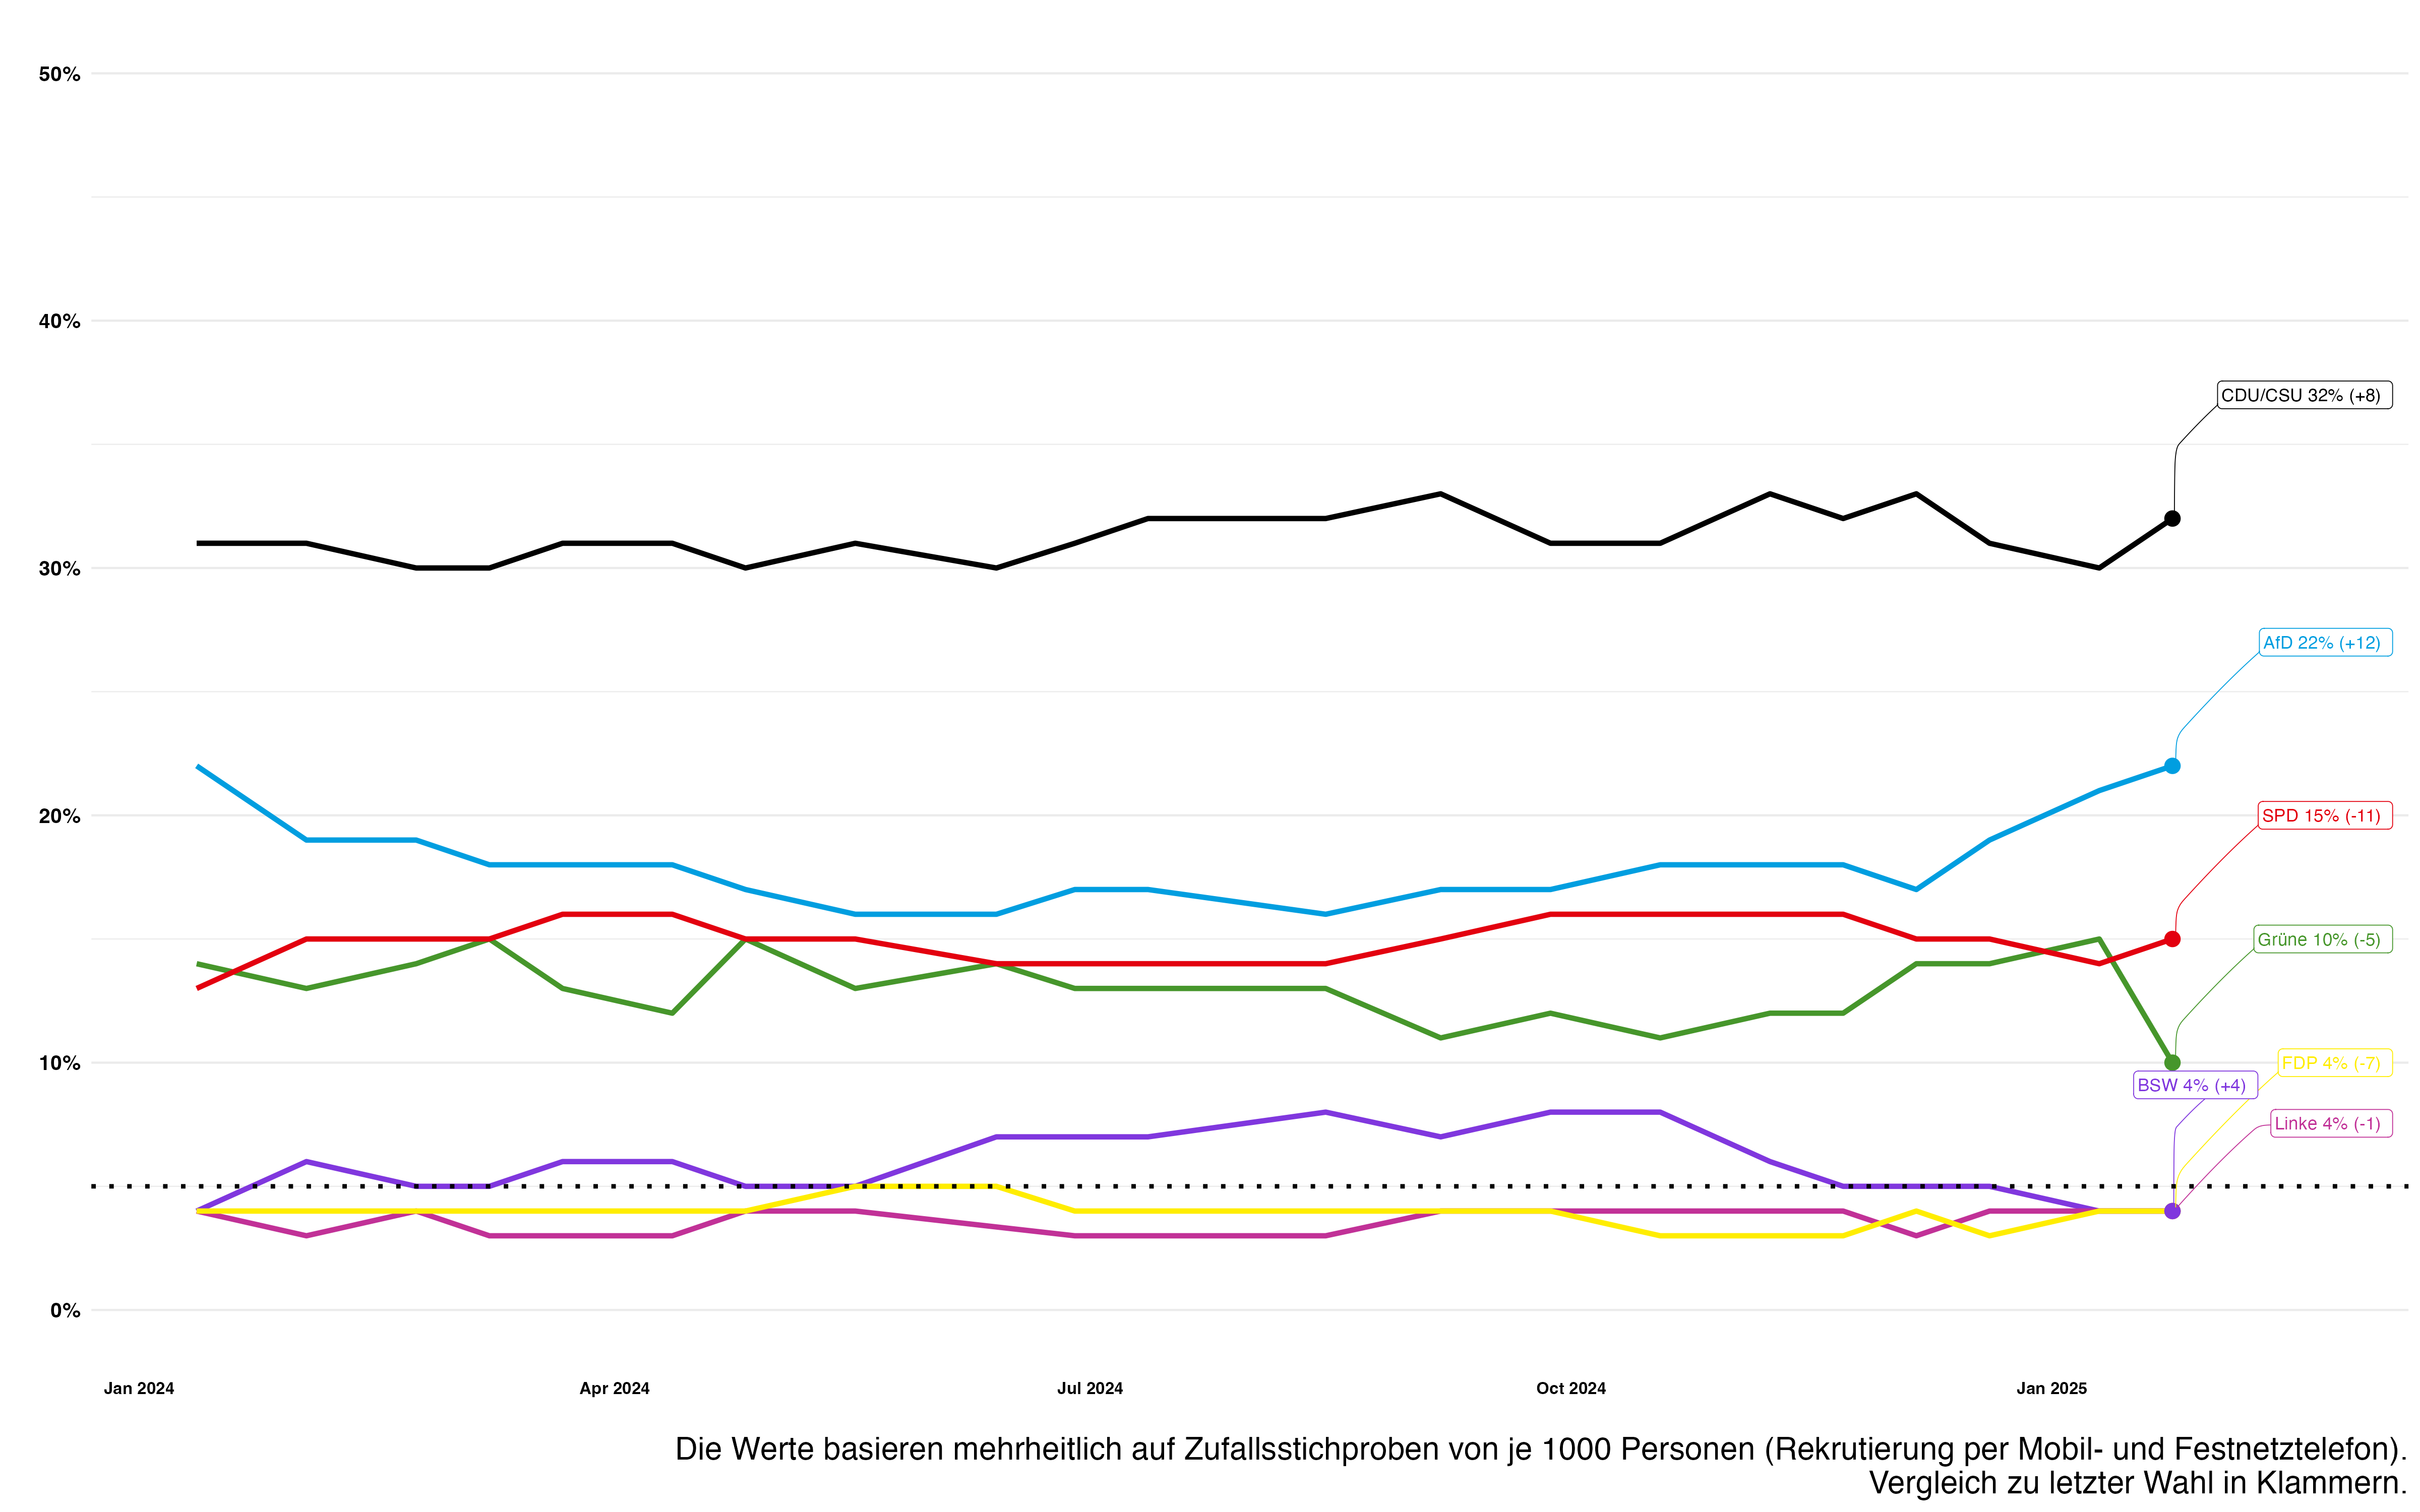 50%
40%
CDU/CSU 32% (+8)
30%
AfD 22% (+12)
20%
SPD 15% (-11)
Grüne 10% (-5)
10%
FDP 4% (-7)
BSW 4% (+4)
Linke 4% (-1)
0%
Jan 2024 Apr 2024 Jul 2024 Oct 2024 Jan 2025
Die Werte basieren mehrheitlich auf Zufallsstichproben von je 1000 Personen (Rekrutierung per Mobil- und Festnetztelefon).
Vergleich zu letzter Wahl in Klammern.